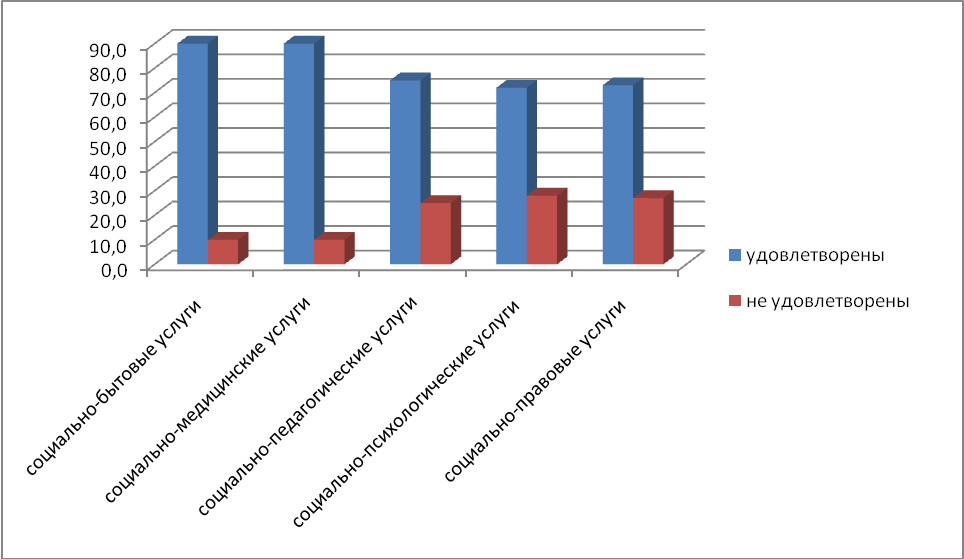 90,0
80,0
70,0
60,0
50,0
40,0
30,0
20,0
10,0
0,0
социально-бытовые услуги
социально-медицинские услуги
социально-педагогические услуги
социально-психологические услуги
социально-правовые услуги
удовлетворены
не удовлетворены